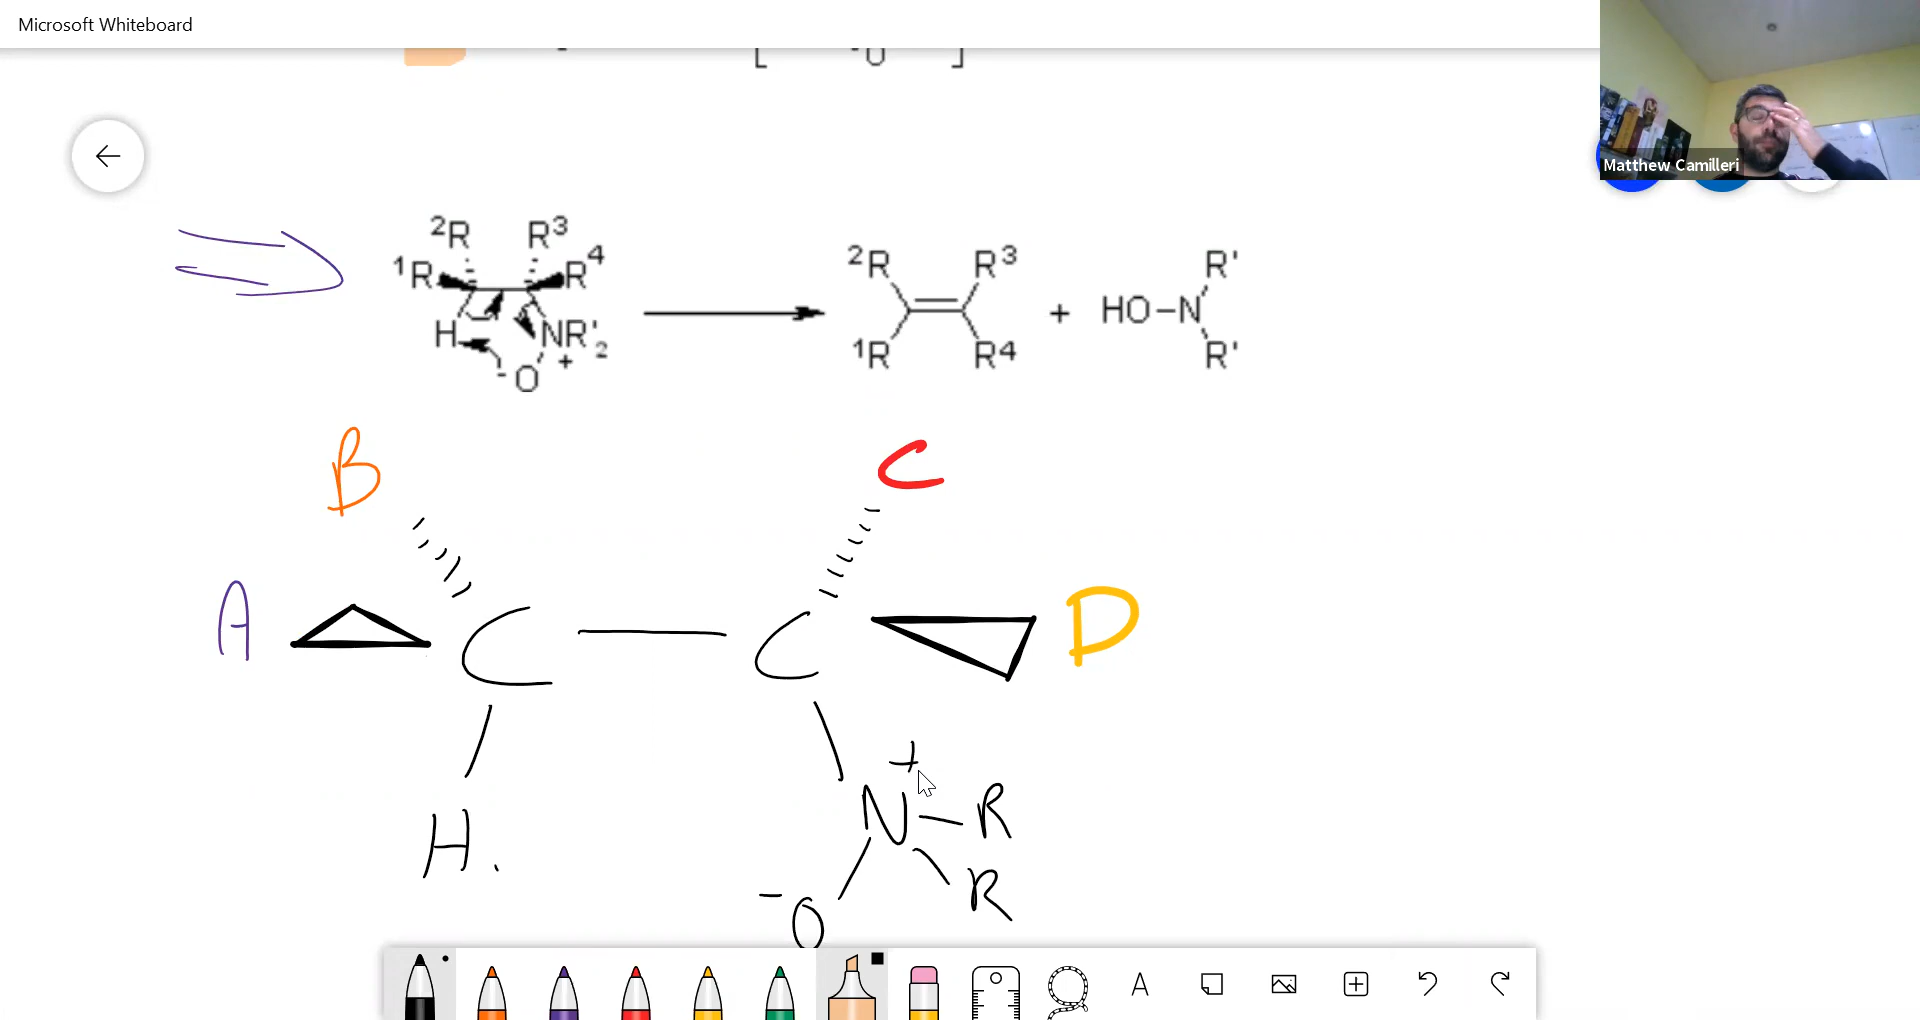 Microsoft Whiteboard
[ -O ]
Matthew Camilleri
²R R³
¹R R⁴
H NR'₂
+
-O
²R R³
¹R R4
+ HO-N
R'
R'
B C
A C C D
+
H. N R
R
-O
A